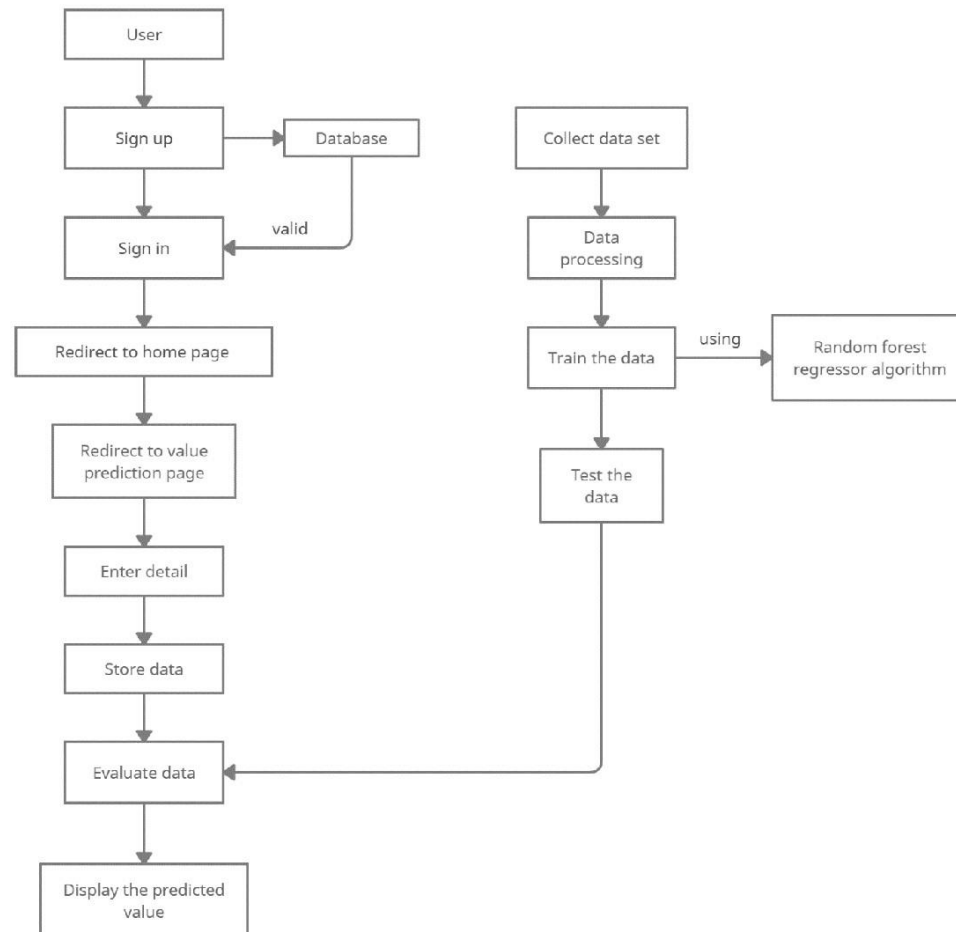 User
Sign up
Database
Collect data set
valid
Sign in
Data
processing
Redirect to home page
Train the data
using
Random forest
regressor algorithm
Redirect to value
prediction page
Test the
data
Enter detail
Store data
Evaluate data
Display the predicted
value